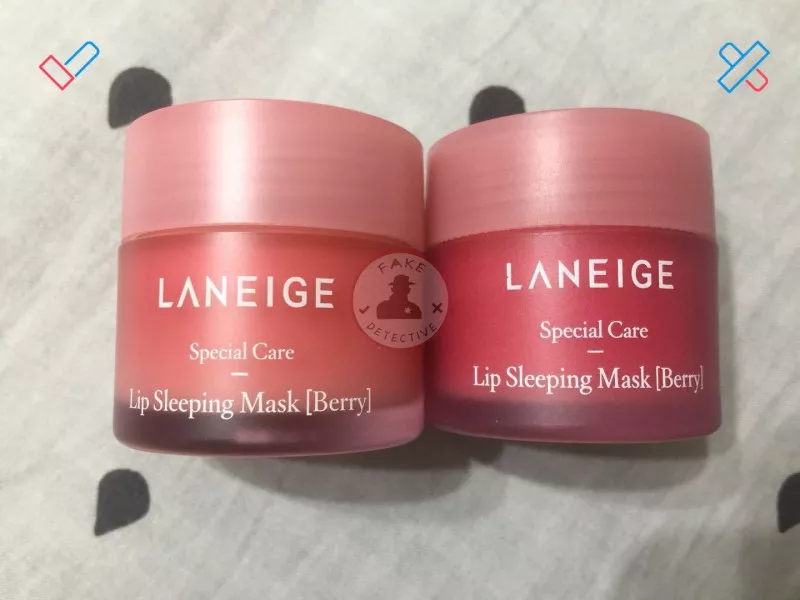 LANEIGE
Special Care
Lip Sleeping Mask [Berry]
FAKE
DETECTIVE
LANEIGE
Special Care
Lip Sleeping Mask [Berry]